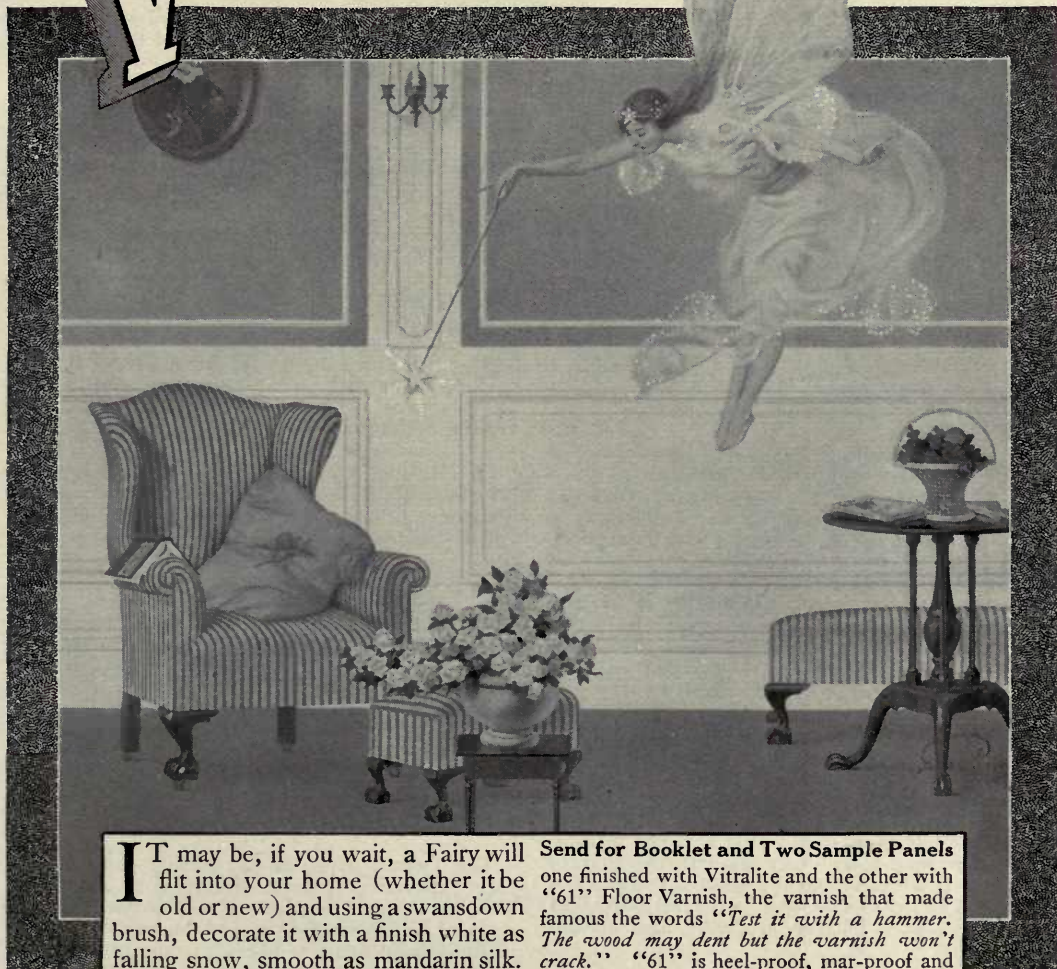 IT may be, if you wait, a Fairy will
flit into your home (whether it be
old or new) and using a swansdown
brush, decorate it with a finish white as
falling snow, smooth as mandarin silk.
Send for Booklet and Two Sample Panels
one finished with Vitralite and the other with
"61" Floor Varnish, the varnish that made
famous the words "Test it with a hammer.
The wood may dent but the varnish won't
crack." "61" is heel-proof, mar-proof and